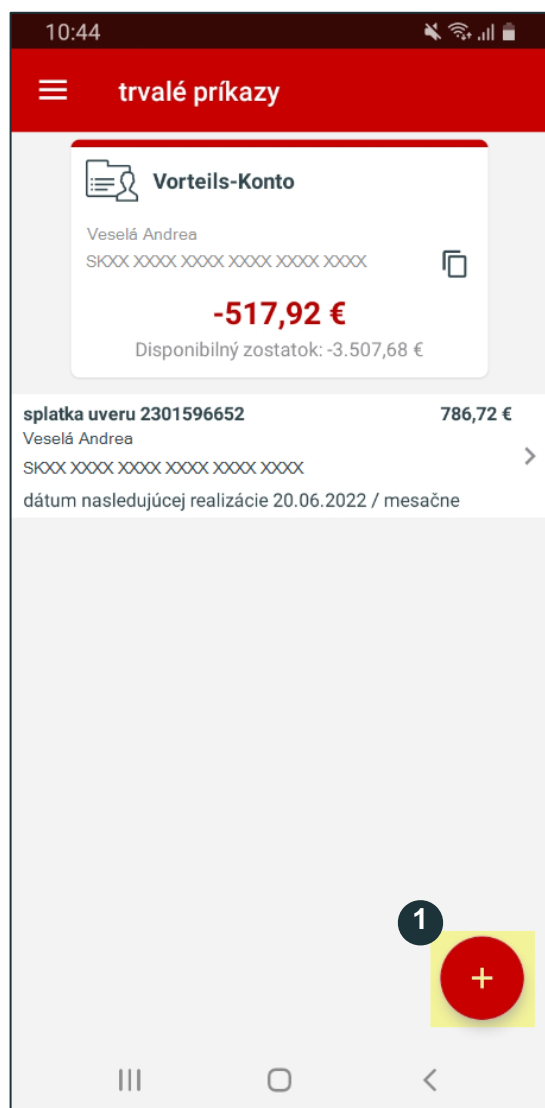 10:44
trvalé príkazy
Vorteils-Konto
Veselá Andrea
SKXX XXXX XXXX XXXX XXXX XXXX
-517,92 €
Disponibilný zostatok: -3.507,68 €
splatka uveru 2301596652 786,72 €
Veselá Andrea
SKXX XXXX XXXX XXXX XXXX XXXX
dátum nasledujúcej realizácie 20.06.2022 / mesačne
1
+